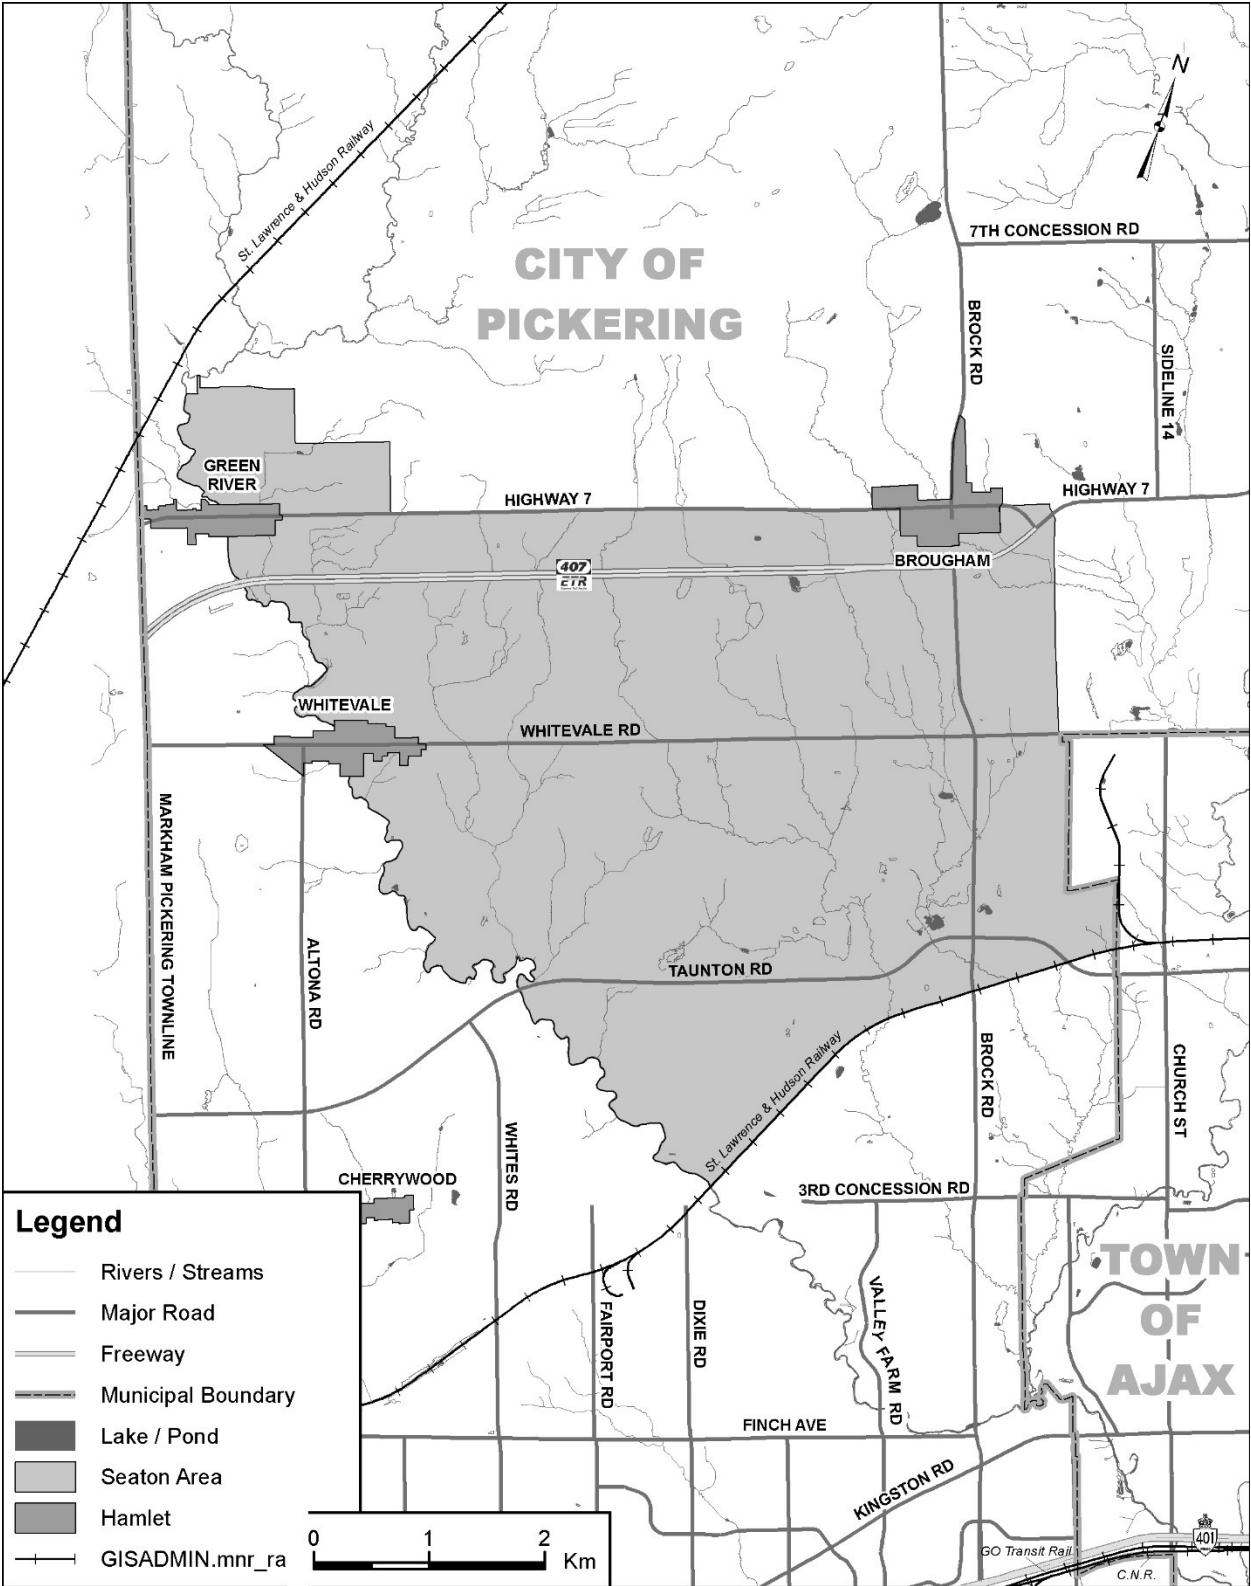 N
St. Lawrence & Hudson Railway
7TH CONCESSION RD
CITY OF
PICKERING
BROCK RD
SIDELINE 14
GREEN
RIVER
HIGHWAY 7
HIGHWAY 7
BROUGHAM
407
ETR
WHITEVALE
WHITEVALE RD
MARKHAM PICKERING TOWNLINE
ALTONA RD
TAUNTON RD
BROCK RD
CHURCH ST
St. Lawrence & Hudson Railway
WHITES RD
CHERRYWOOD
3RD CONCESSION RD
TOWN
OF
AJAX
FAIRPORT RD
DIXIE RD
VALLEY FARM RD
FINCH AVE
KINGSTON RD
401
GO Transit Rail
C.N.R.
Legend
Rivers / Streams
Major Road
Freeway
Municipal Boundary
Lake / Pond
Seaton Area
Hamlet
GISADMIN.mnr_ra
0 1 2
Km